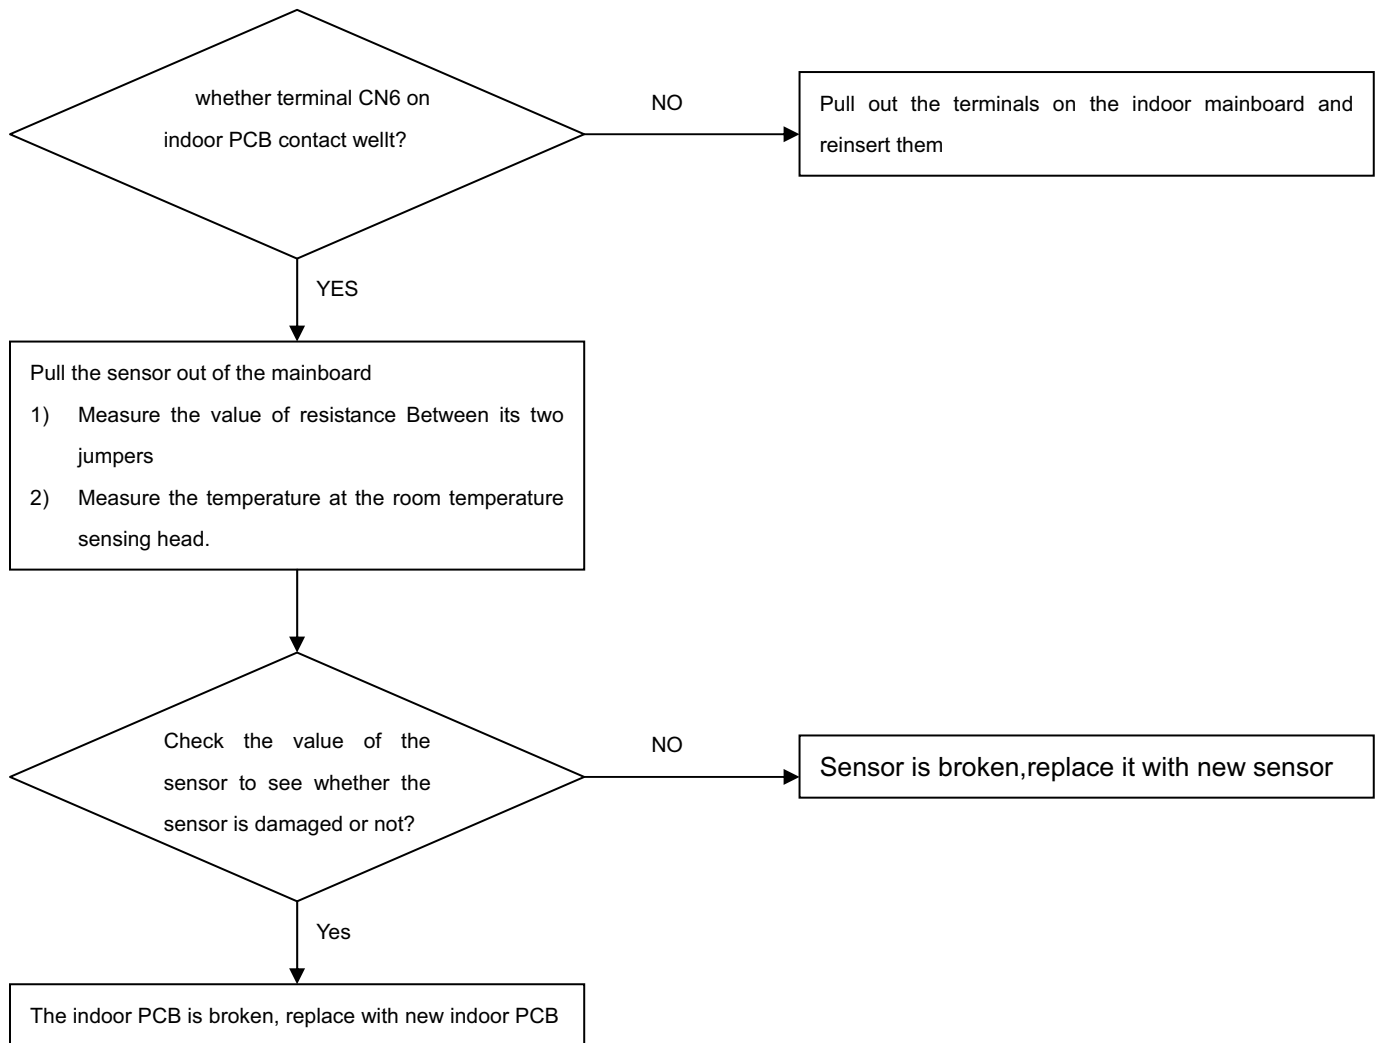 whether terminal CN6 on
indoor PCB contact wellt?
NO
Pull out the terminals on the indoor mainboard and
reinsert them
YES
Pull the sensor out of the mainboard
1) Measure the value of resistance Between its two
jumpers
2) Measure the temperature at the room temperature
sensing head.
Check the value of the
sensor to see whether the
sensor is damaged or not?
NO
Sensor is broken,replace it with new sensor
Yes
The indoor PCB is broken, replace with new indoor PCB